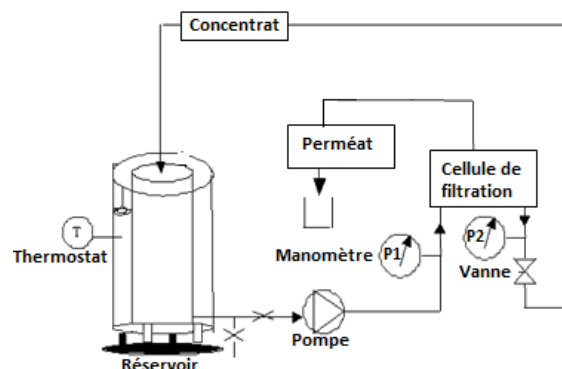 Concentrat
Perméat
Cellule de
filtration
T
Thermostat
Manomètre
P1
P2
Vanne
Pompe
Réservoir